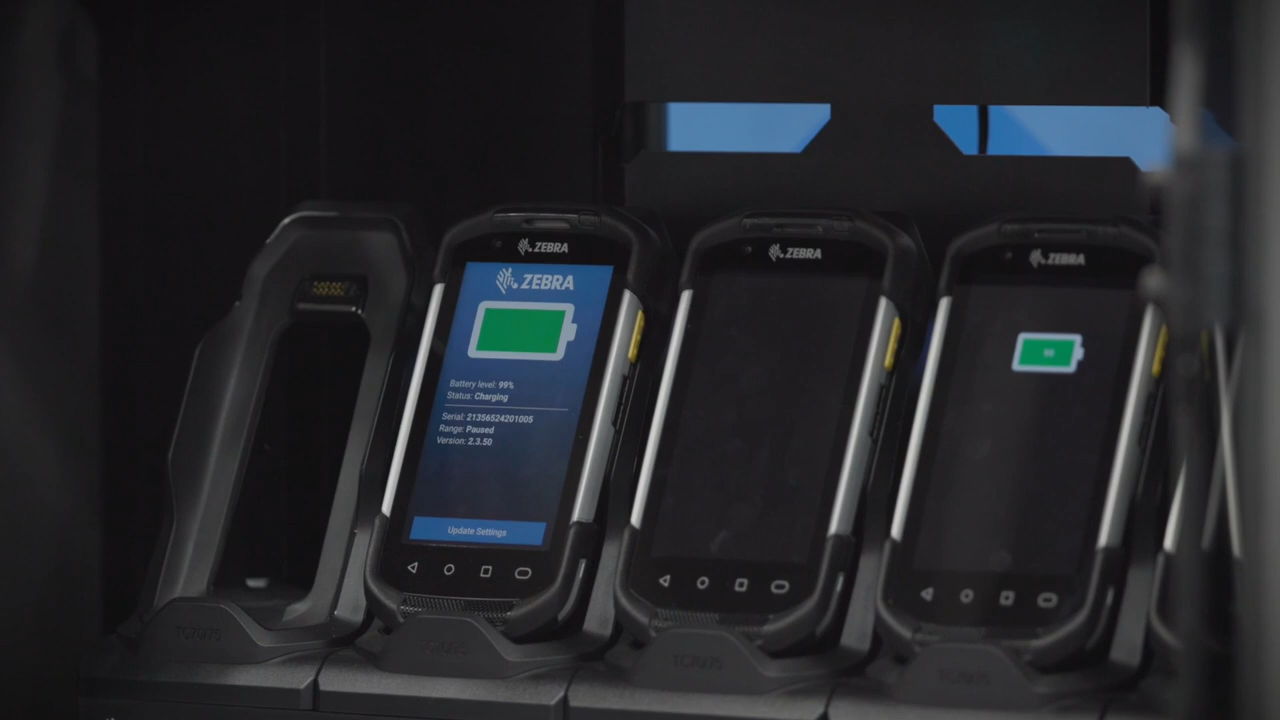 ZEBRA
ZEBRA
Battery level: 99%
Status: Charging
Serial: 21356524201005
Range: Paused
Version: 2.3.50
Update Settings
ZEBRA
ZEBRA